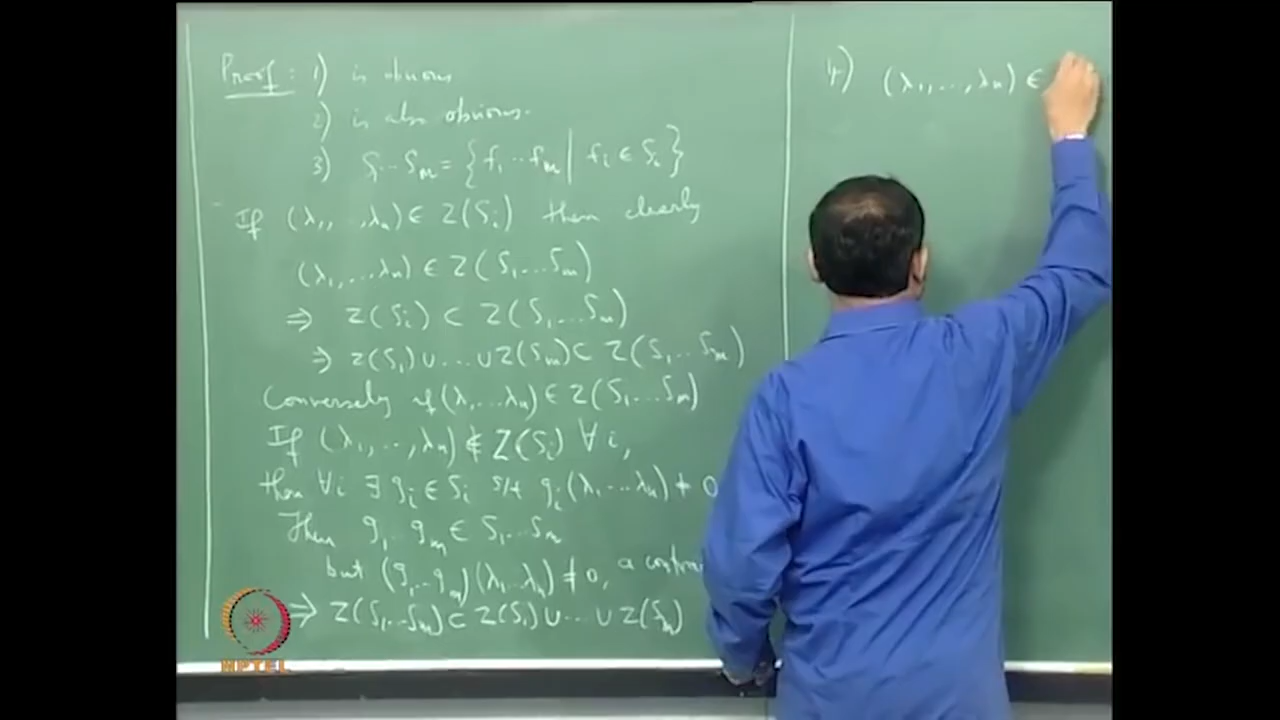 Proof: 1) is obvious
2) is also obvious.
3) S₁...Sₘ = { f₁...fₘ | fᵢ ∈ Sᵢ }
If (λ₁, ,λₙ) ∈ Z(Sᵢ) then clearly
(λ₁,...λₙ) ∈ Z(S₁...Sₘ)
⇒ Z(Sᵢ) ⊂ Z(S₁...Sₘ)
⇒ Z(S₁) ∪ ... ∪ Z(Sₘ) ⊂ Z(S₁...Sₘ)
Conversely if (λ₁...λₙ) ∈ Z(S₁...Sₘ)
If (λ₁,...,λₙ) ∉ Z(Sᵢ) ∀ i,
then ∀i ∃ gᵢ ∈ Sᵢ s/t gᵢ(λ₁...λₙ) ≠ 0
Then g₁..gₘ ∈ S₁...Sₘ
but (g₁...gₘ)(λ₁...λₙ) ≠ 0, a
⇒ Z(S₁...Sₘ) ⊂ Z(S₁) ∪ ... ∪ Z(Sₘ)
4) (λ₁,...,λₙ) ∈
NPTEL